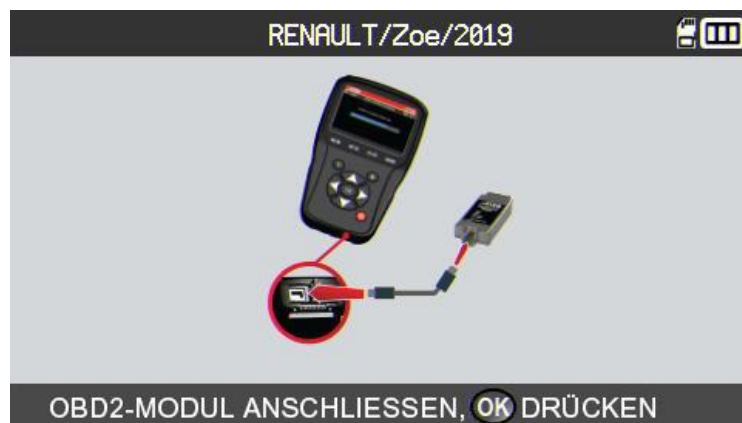 RENAULT/Zoe/2019
OBD2-MODUL ANSCHLIESSEN, OK DRÜCKEN